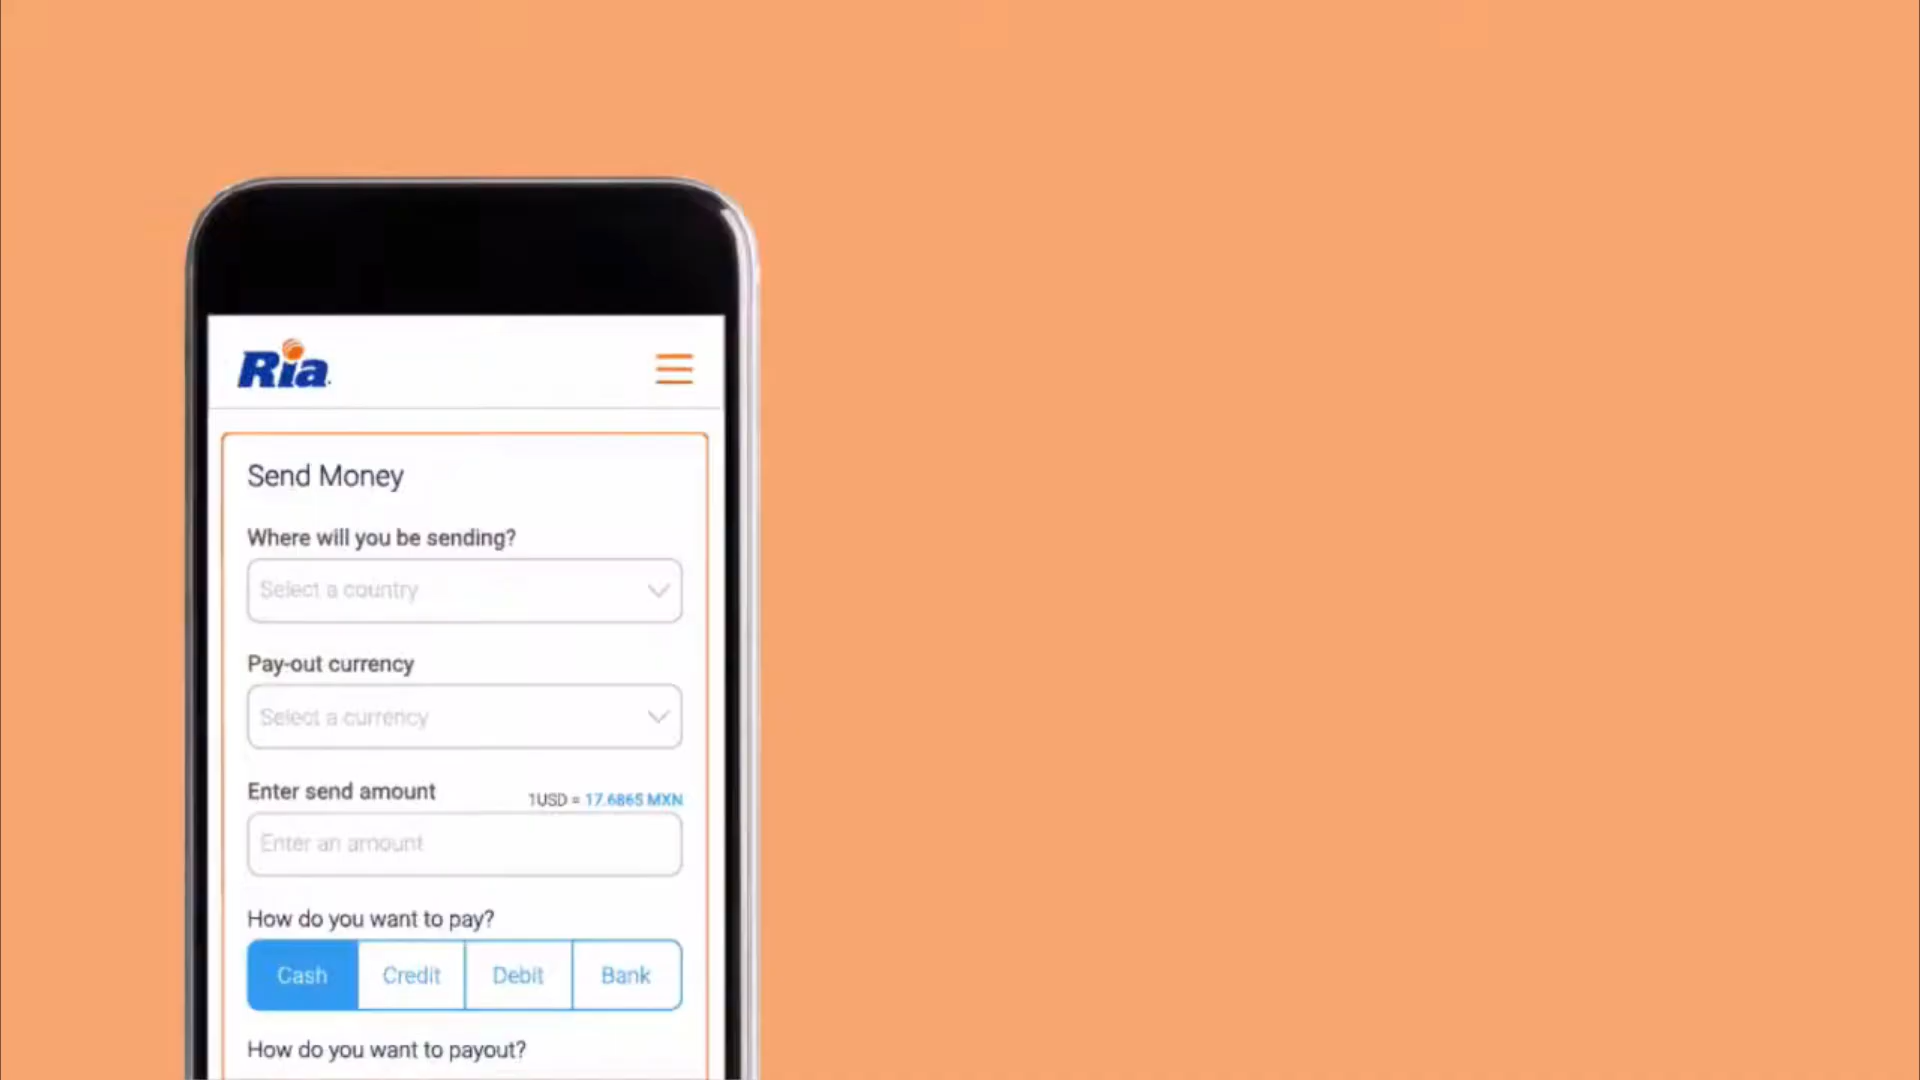 Ria
Send Money
Where will you be sending?
Select a country
Pay-out currency
Select a currency
Enter send amount
1USD = 17.6865 MXN
Enter an amount
How do you want to pay?
Cash Credit Debit Bank
How do you want to payout?